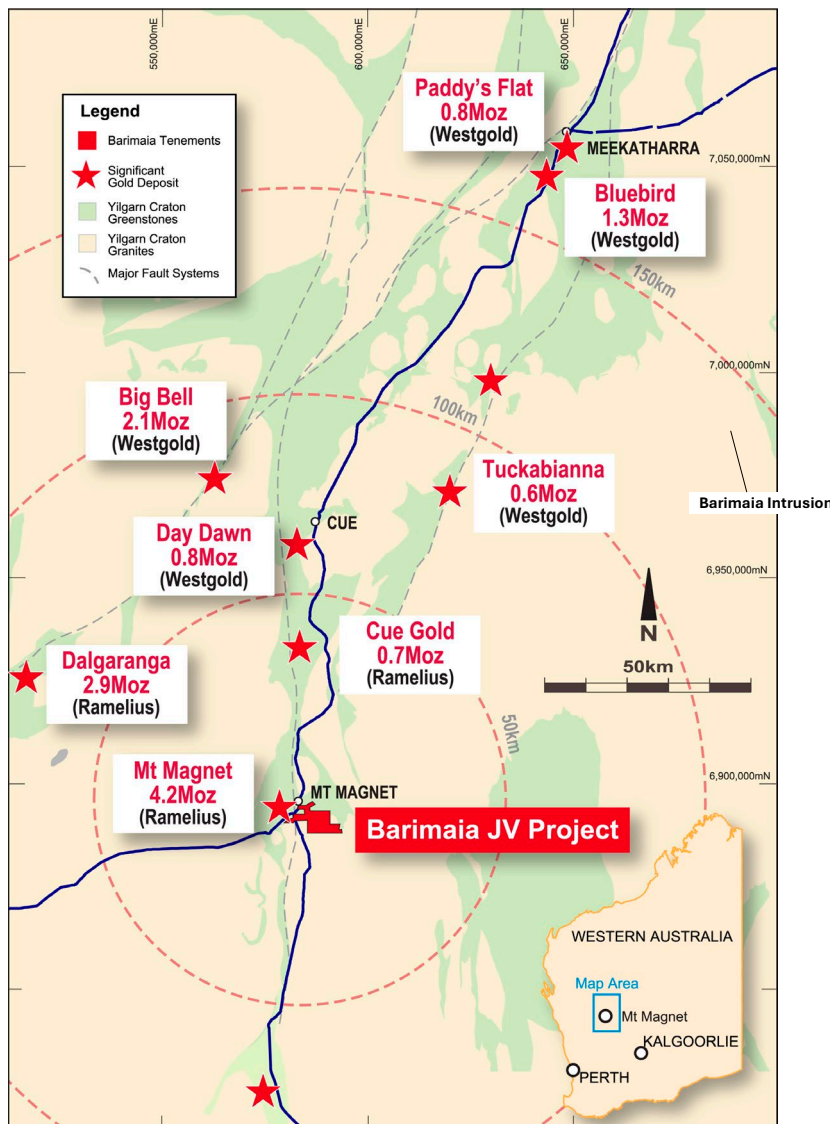 550,000mE
600,000mE
650,000mE
Legend
Barimaia Tenements
Significant
Gold Deposit
Yilgarn Craton
Greenstones
Yilgarn Craton
Granites
Major Fault Systems
Paddy's Flat
0.8Moz
(Westgold)
MEEKATHARRA
7,050,000mN
Bluebird
1.3Moz
(Westgold)
150km
7,000,000mN
Big Bell
2.1Moz
(Westgold)
100km
Tuckabianna
0.6Moz
(Westgold)
Barimaia Intrusion
CUE
Day Dawn
0.8Moz
(Westgold)
6,950,000mN
N
50km
Cue Gold
0.7Moz
(Ramelius)
Dalgaranga
2.9Moz
(Ramelius)
50km
Mt Magnet
4.2Moz
(Ramelius)
MT MAGNET
6,900,000mN
Barimaia JV Project
WESTERN AUSTRALIA
Map Area
Mt Magnet
KALGOORLIE
PERTH